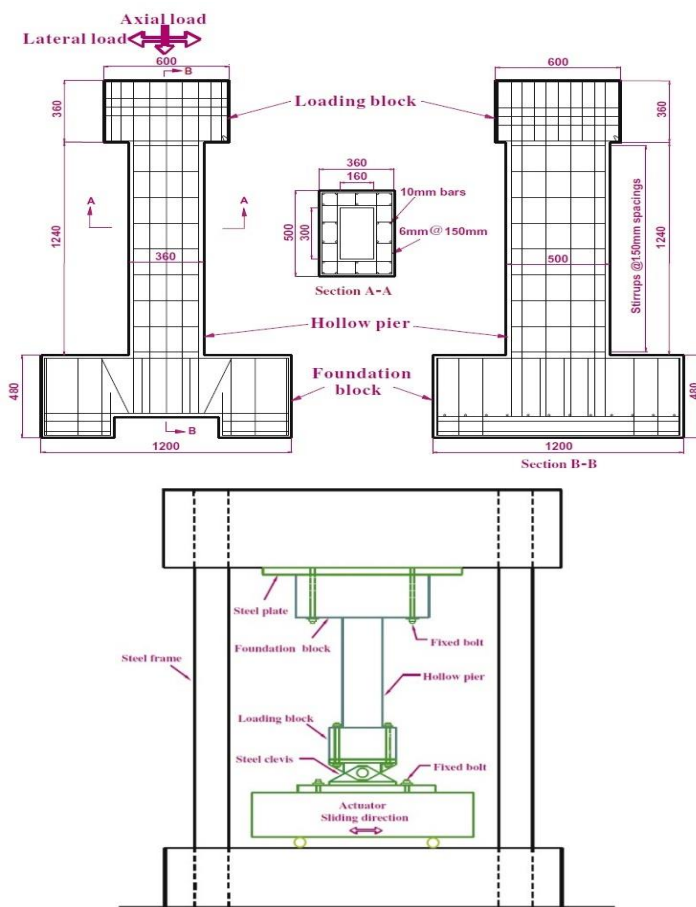 Axial load
Lateral load
B
600
600
360
Loading block
360
360
160
10mm bars
A
A
1240
360
500
300
6mm@150mm
500
Stirrups @150mm spacings
1240
Section A-A
Hollow pier
Foundation
block
480
480
B
1200
1200
Section B-B
Steel plate
Foundation block
Fixed bolt
Steel frame
Hollow pier
Loading block
Steel clevis
Fixed bolt
Actuator
Sliding direction